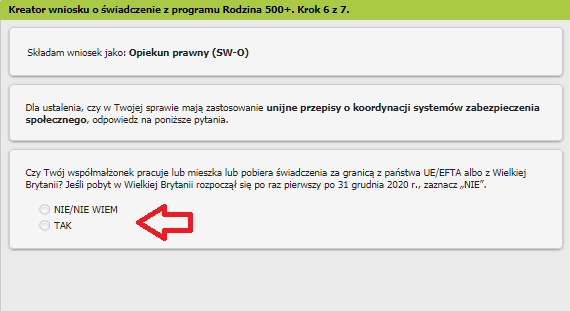 Kreator wniosku o świadczenie z programu Rodzina 500+. Krok 6 z 7.
Składam wniosek jako: Opiekun prawny (SW-O)
Dla ustalenia, czy w Twojej sprawie mają zastosowanie unijne przepisy o koordynacji systemów zabezpieczenia
społecznego, odpowiedz na poniższe pytania.
Czy Twój współmałżonek pracuje lub mieszka lub pobiera świadczenia za granicą z państwa UE/EFTA albo z Wielkiej
Brytanii? Jeśli pobyt w Wielkiej Brytanii rozpoczął się po raz pierwszy po 31 grudnia 2020 r., zaznacz „NIE”.
NIE/NIE WIEM
TAK